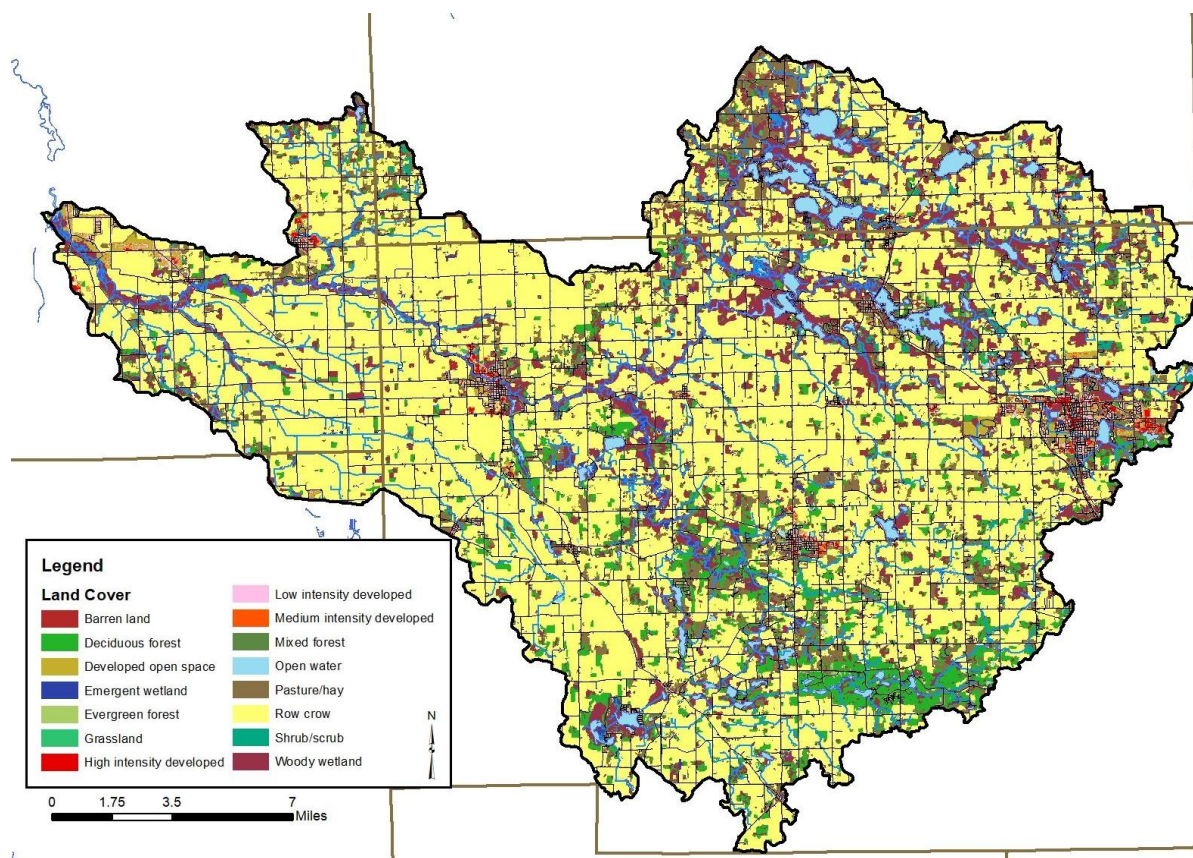 Legend
Land Cover
Barren land
Deciduous forest
Developed open space
Emergent wetland
Evergreen forest
Grassland
High intensity developed
Low intensity developed
Medium intensity developed
Mixed forest
Open water
Pasture/hay
Row crow
Shrub/scrub
Woody wetland
N
0 1.75 3.5 7
Miles